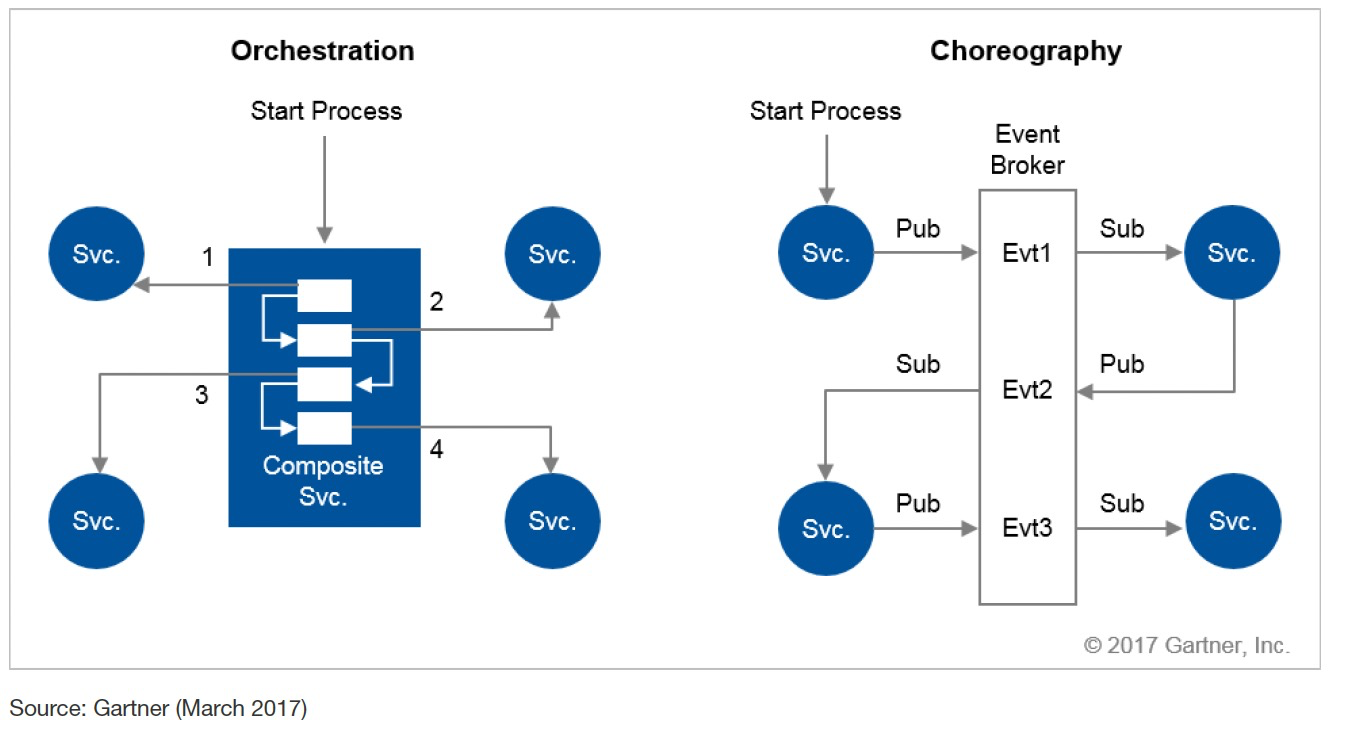 Orchestration
Start Process
Svc.
1
Svc.
2
3
4
Composite
Svc.
Svc.
Svc.
Choreography
Start Process
Event
Broker
Svc.
Pub
Evt1
Sub
Svc.
Sub
Evt2
Pub
Svc.
Pub
Evt3
Sub
Svc.
© 2017 Gartner, Inc.
Source: Gartner (March 2017)